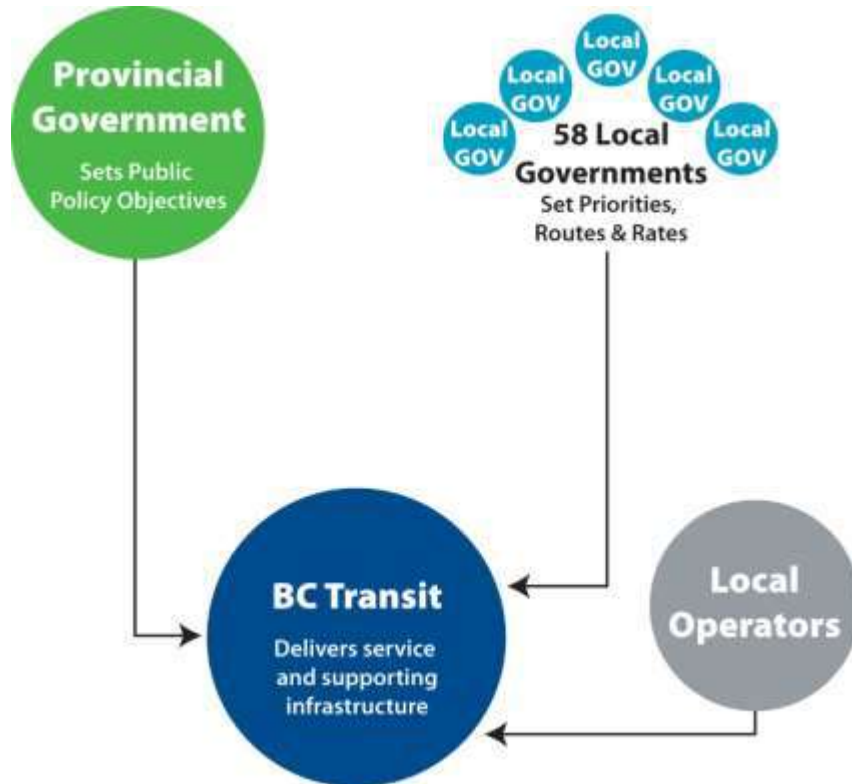 Provincial
Government
Sets Public
Policy Objectives
Local
GOV
Local
GOV
Local
GOV
Local
GOV
Local
GOV
58 Local
Governments
Set Priorities,
Routes & Rates
BC Transit
Delivers service
and supporting
infrastructure
Local
Operators